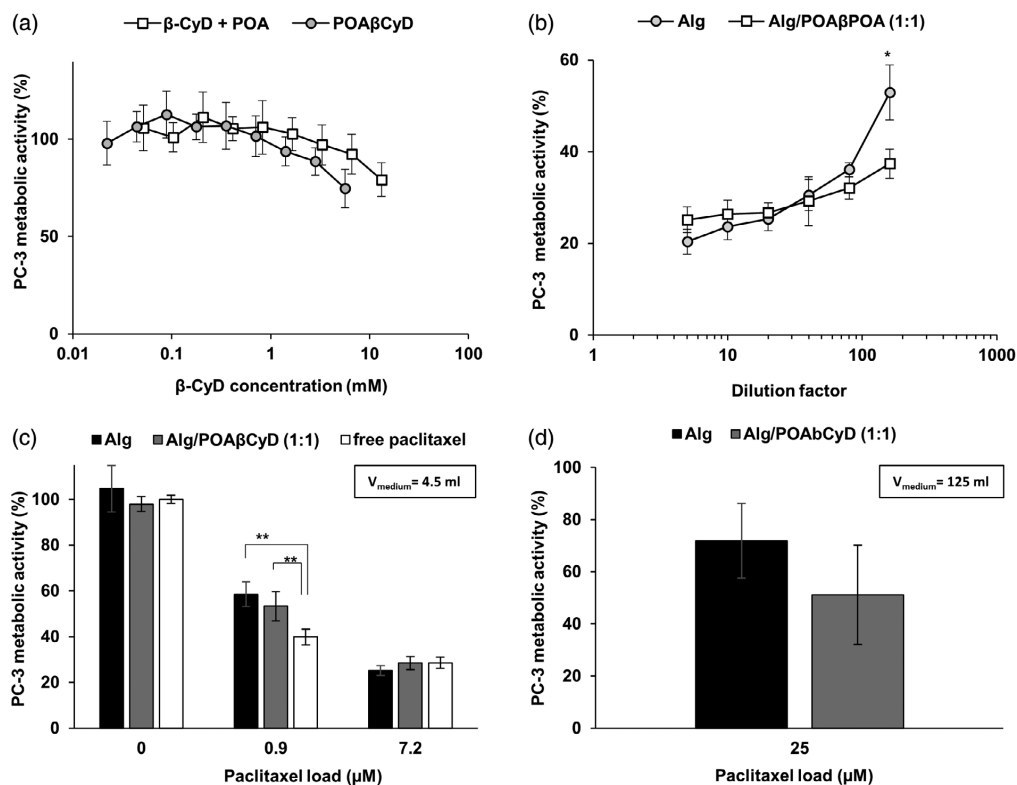 (a)
β-CyD + POA POAβCyD
PC-3 metabolic activity (%)
100
50
0
0.01 0.1 1 10 100
β-CyD concentration (mM)
(b)
Alg Alg/POAβPOA (1:1)
PC-3 metabolic activity (%)
60
*
40
20
0
1 10 100 1000
Dilution factor
(c)
Alg Alg/POAβCyD (1:1) free paclitaxel
PC-3 metabolic activity (%)
Vmedium= 4.5 ml
100
80
**
60
**
40
20
0
0 0.9 7.2
Paclitaxel load (µM)
(d)
Alg Alg/POAbCyD (1:1)
PC-3 metabolic activity (%)
100
Vmedium= 125 ml
80
60
40
20
0
25
Paclitaxel load (µM)